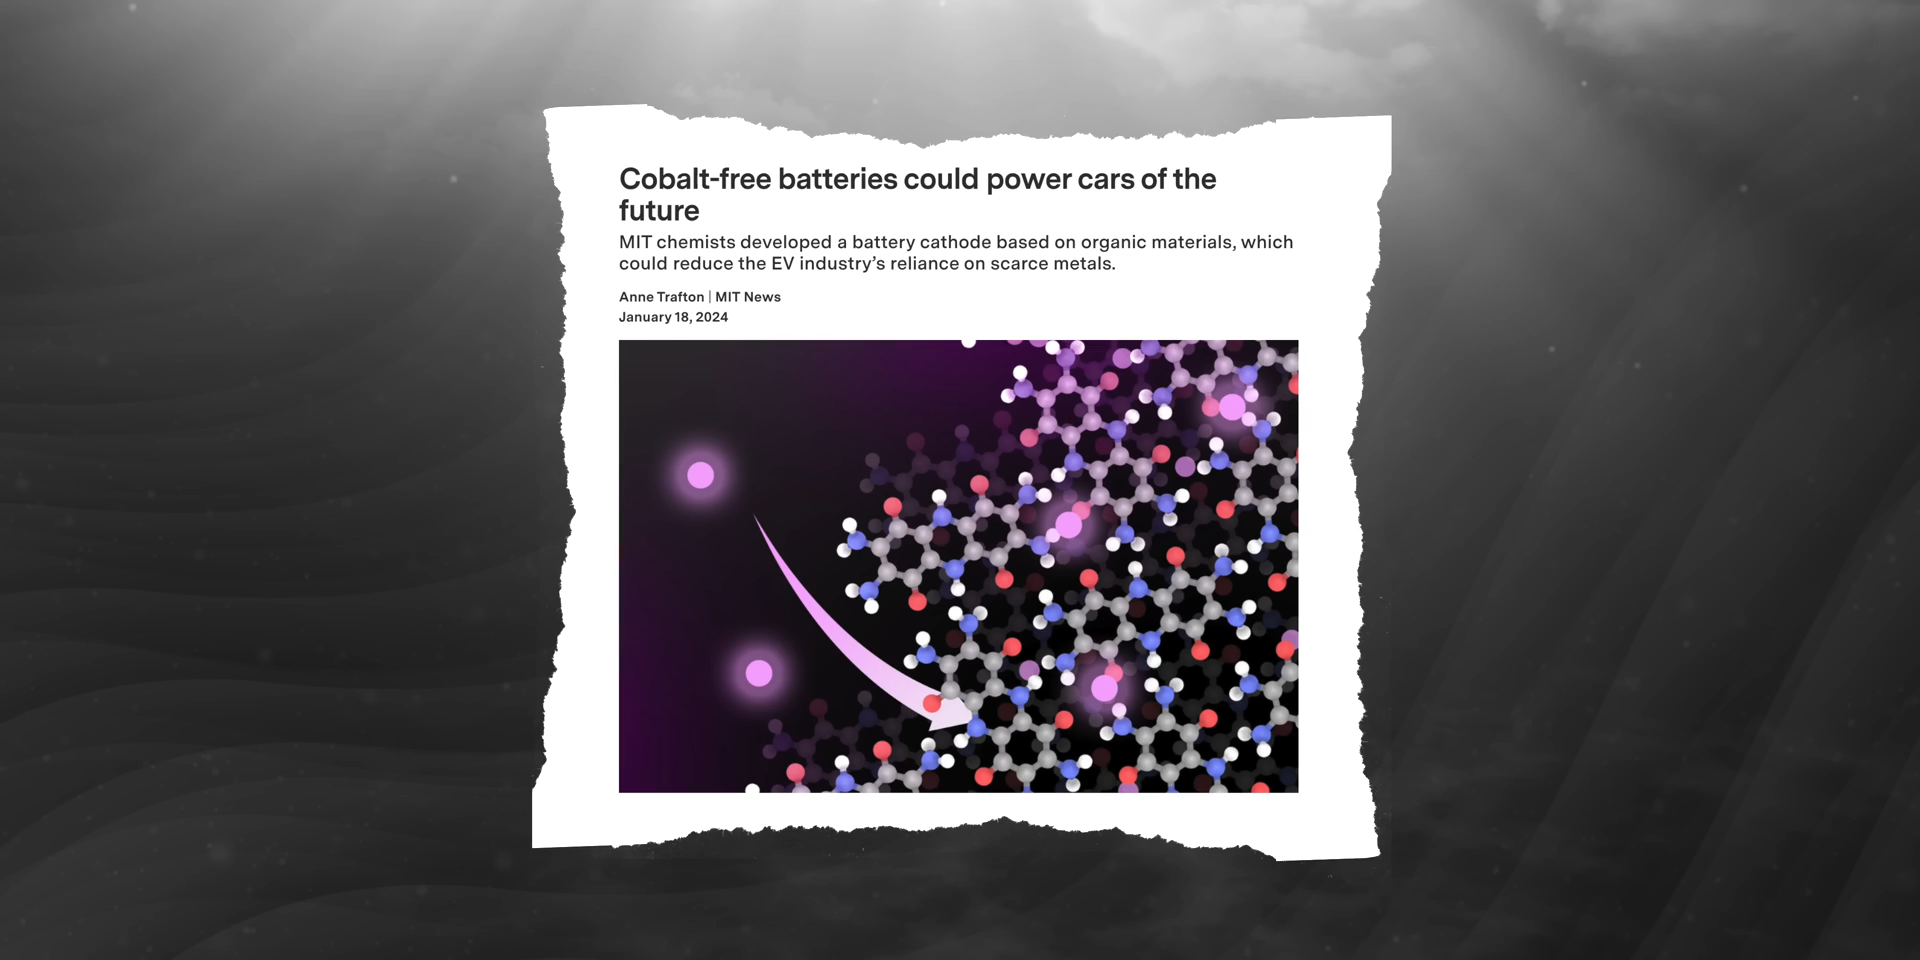 Cobalt-free batteries could power cars of the
future
MIT chemists developed a battery cathode based on organic materials, which
could reduce the EV industry’s reliance on scarce metals.
Anne Trafton | MIT News
January 18, 2024